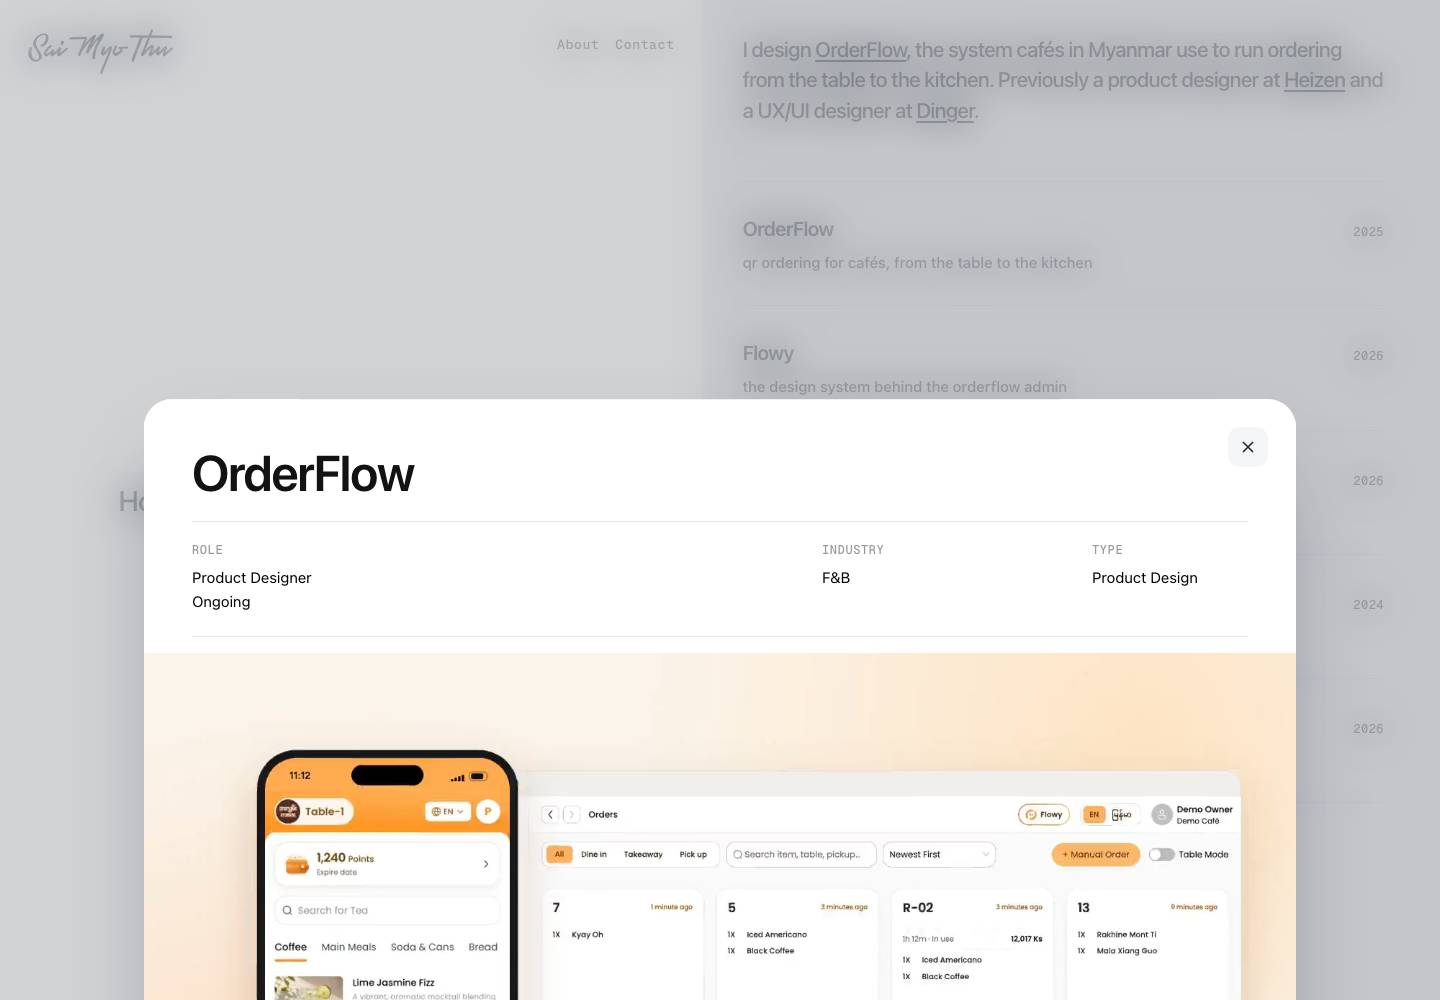 Sai Myo Thu
About Contact
I design OrderFlow, the system cafés in Myanmar use to run ordering
from the table to the kitchen. Previously a product designer at Heizen and
a UX/UI designer at Dinger.
OrderFlow 2025
qr ordering for cafés, from the table to the kitchen
Flowy 2026
the design system behind the orderflow admin
2026
2024
2026
OrderFlow
ROLE INDUSTRY TYPE
Product Designer F&B Product Design
Ongoing
11:12
Table-1 EN P
1,240 Points
Expire date
Search for Tea
Coffee Main Meals Soda & Cans Bread
Lime Jasmine Fizz
A vibrant, aromatic mocktail blending
Orders Flowy EN မြန်မာ Demo Owner
Demo Café
All Dine in Takeaway Pick up Search item, table, pickup... Newest First + Manual Order Table Mode
7 1 minute ago
1X Kyay Oh
5 3 minutes ago
1X Iced Americano
1X Black Coffee
R-02 3 minutes ago
1h 12m · In use 12,017 Ks
1X Iced Americano
1X Black Coffee
13 9 minutes ago
1X Rakhine Mont Ti
1X Mala Xiang Guo